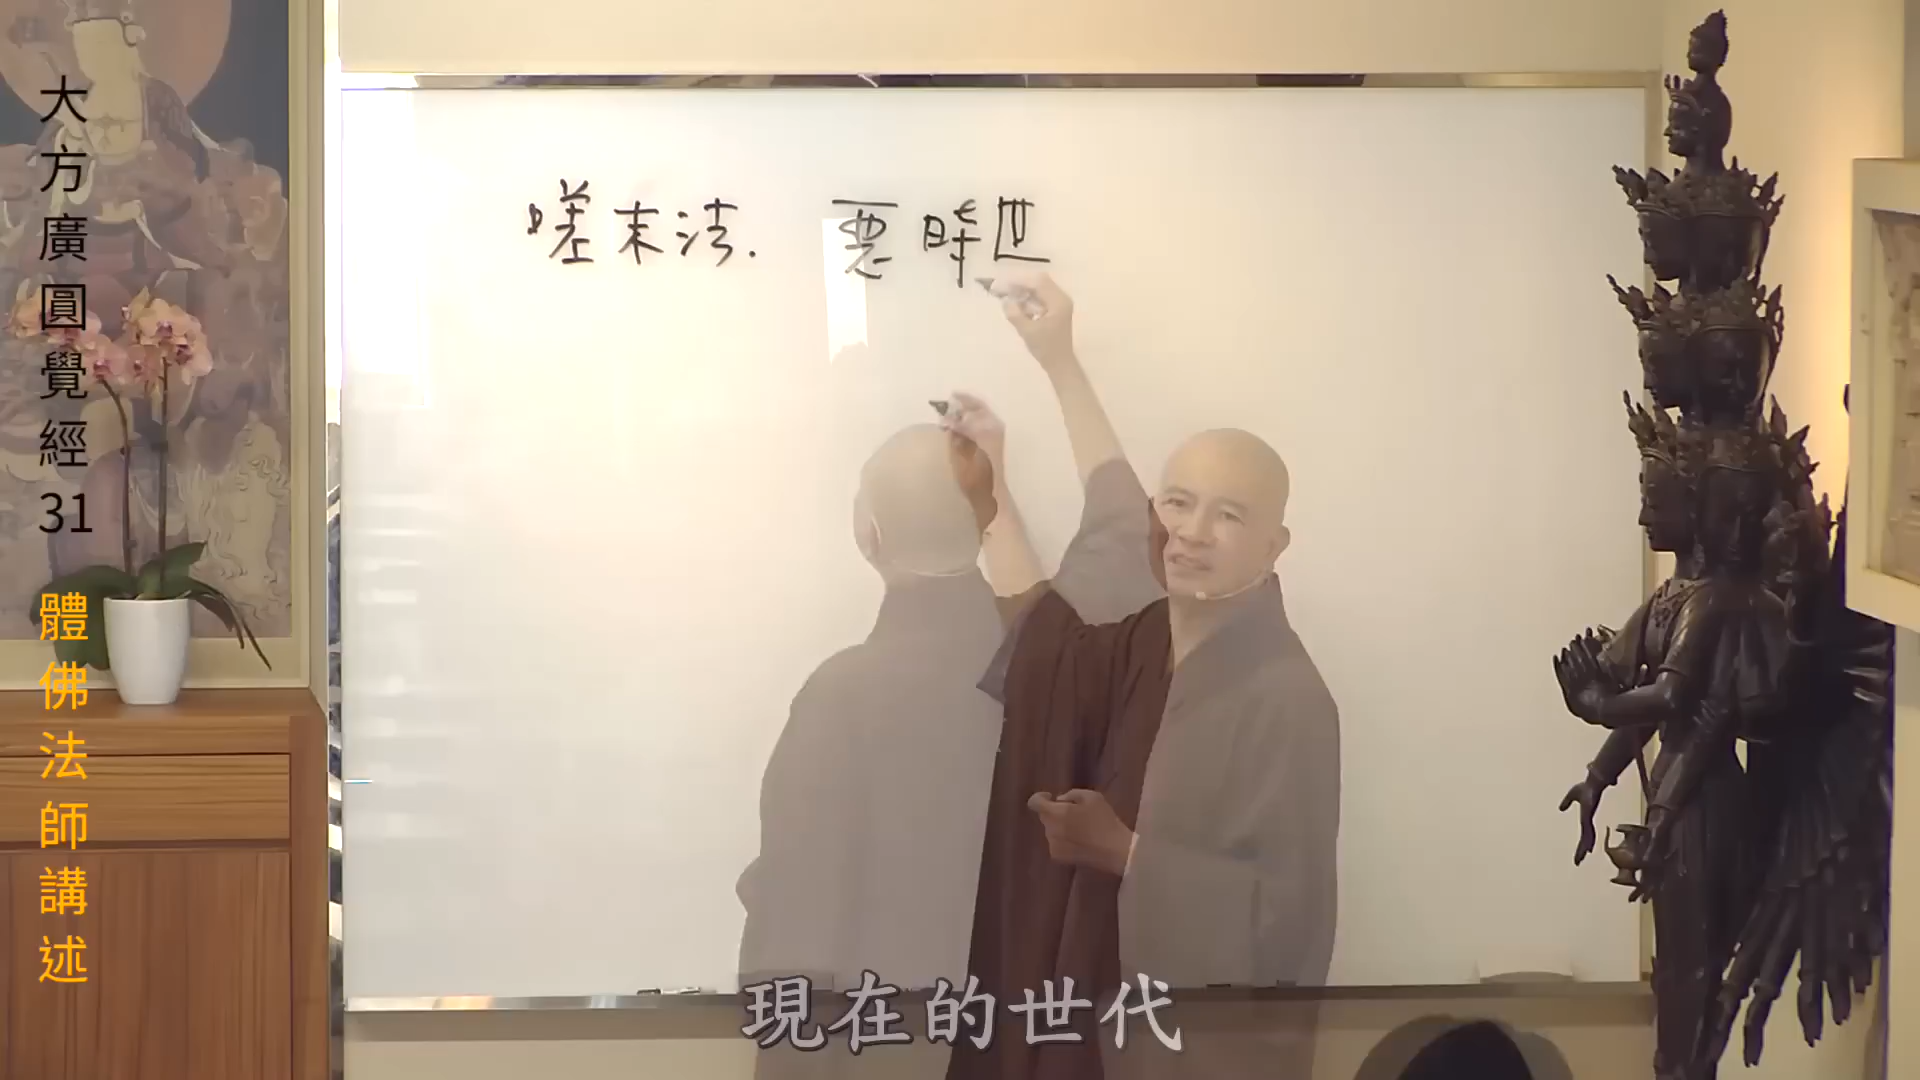 大方廣圓覺經31
體佛法師講述
嗟末法. 惡時世
現在的世代